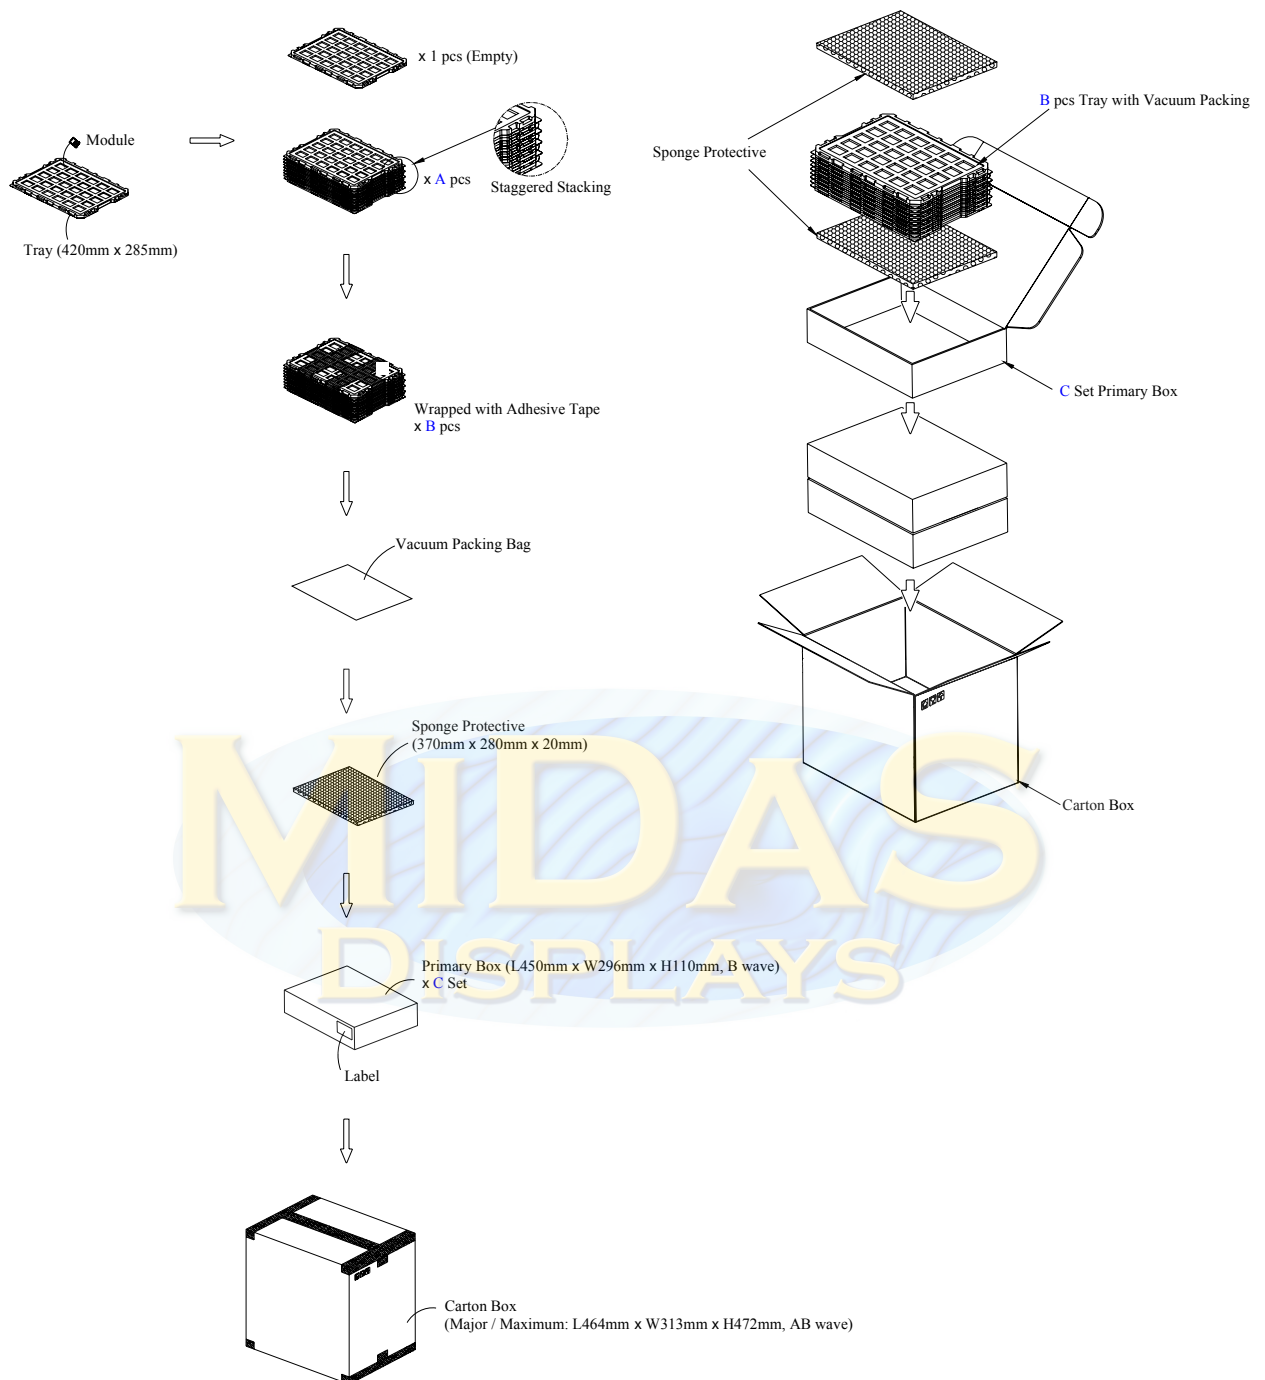 x 1 pcs (Empty)
Module
x A pcs
Staggered Stacking
Tray (420mm x 285mm)
Wrapped with Adhesive Tape
x B pcs
Vacuum Packing Bag
Sponge Protective
(370mm x 280mm x 20mm)
Primary Box (L450mm x W296mm x H110mm, B wave)
x C Set
Label
Carton Box
(Major / Maximum: L464mm x W313mm x H472mm, AB wave)
B pcs Tray with Vacuum Packing
Sponge Protective
C Set Primary Box
Carton Box
MIDAS
DISPLAYS